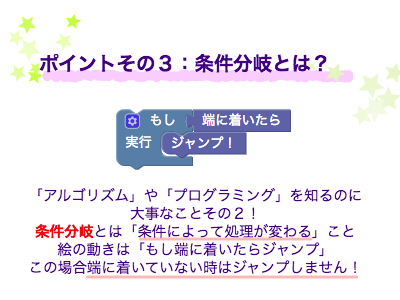 ポイントその３：条件分岐とは？
もし 端に着いたら
実行 ジャンプ！
「アルゴリズム」や「プログラミング」を知るのに
大事なことその２！
条件分岐とは「条件によって処理が変わる」こと
絵の動きは「もし端に着いたらジャンプ」
この場合端に着いていない時はジャンプしません！